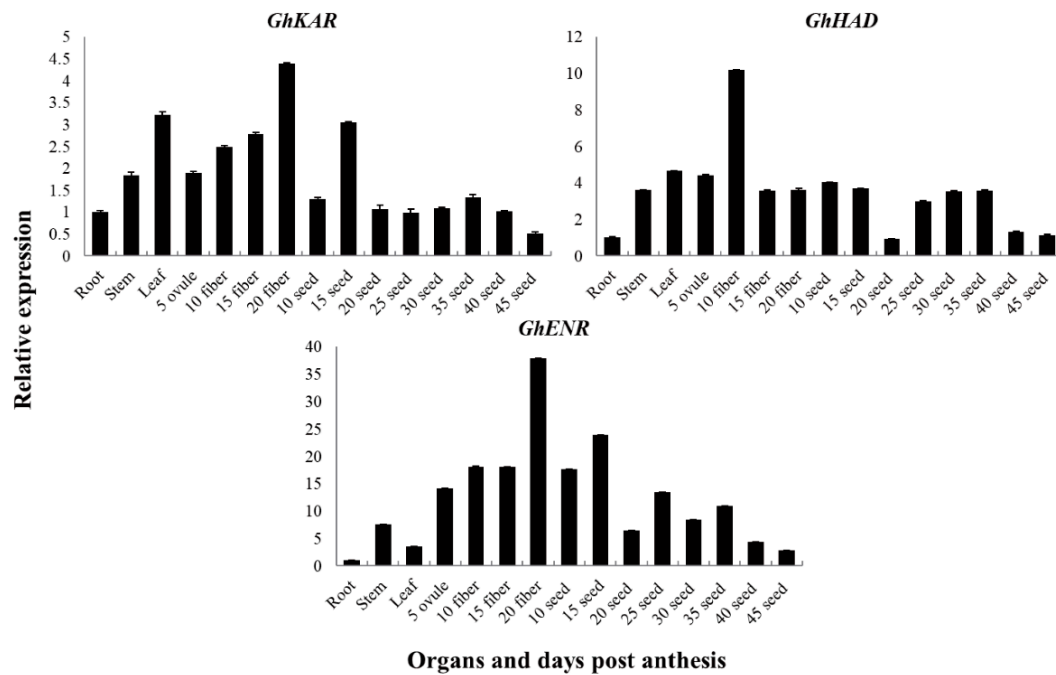 GhKAR
5
4.5
4
3.5
3
2.5
2
1.5
1
0.5
0
Root
Stem
Leaf
5 ovule
10 fiber
15 fiber
20 fiber
10 seed
15 seed
20 seed
25 seed
30 seed
35 seed
40 seed
45 seed
GhHAD
12
10
8
6
4
2
0
Root
Stem
Leaf
5 ovule
10 fiber
15 fiber
20 fiber
10 seed
15 seed
20 seed
25 seed
30 seed
35 seed
40 seed
45 seed
Relative expression
GhENR
40
35
30
25
20
15
10
5
0
Root
Stem
Leaf
5 ovule
10 fiber
15 fiber
20 fiber
10 seed
15 seed
20 seed
25 seed
30 seed
35 seed
40 seed
45 seed
Organs and days post anthesis